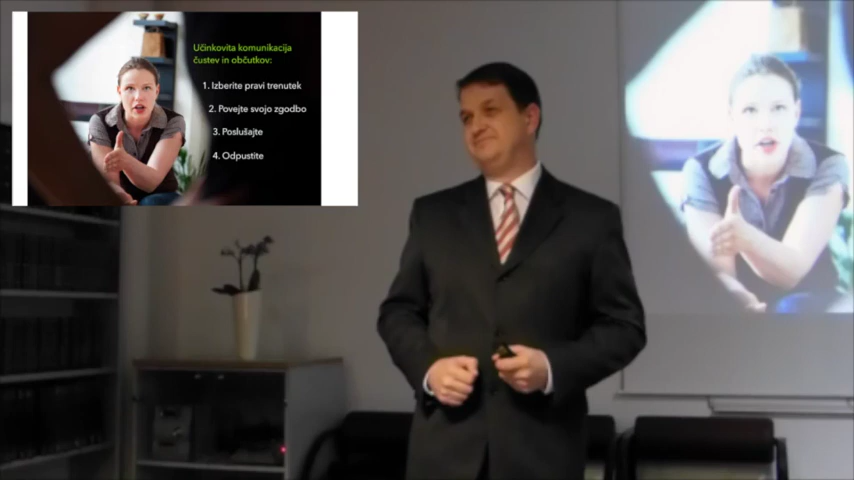 Učinkovita komunikacija
čustev in občutkov:
1. Izberite pravi trenutek
2. Povejte svojo zgodbo
3. Poslušajte
4. Odpustite